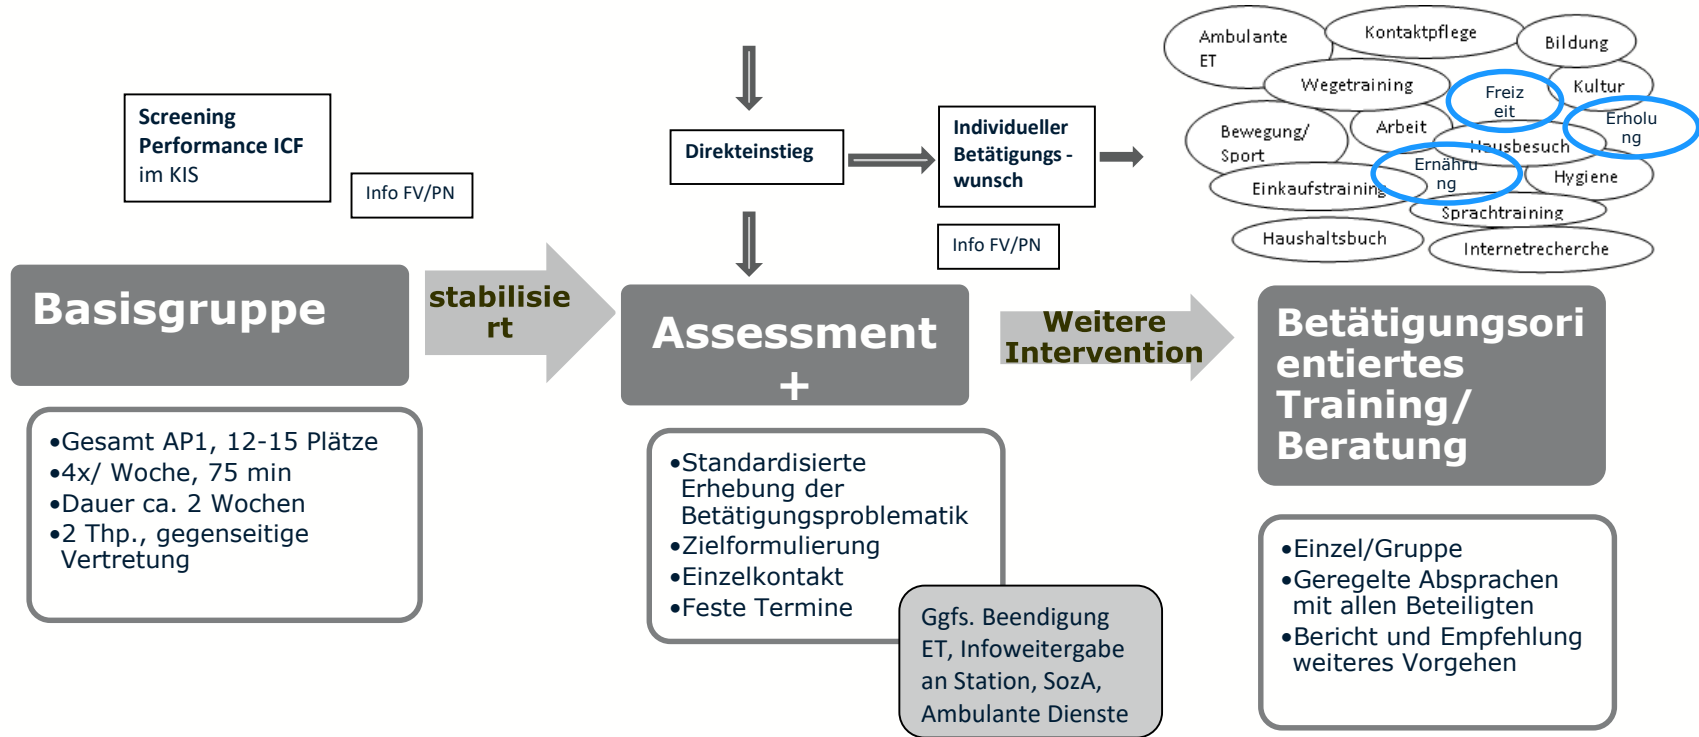 Screening
Performance ICF
im KIS
Info FV/PN
Direkteinstieg
Individueller
Betätigungs -
wunsch
Info FV/PN
Ambulante
ET
Kontaktpflege
Bildung
Wegetraining
Freiz
eit
Kultur
Erholu
ng
Bewegung/
Sport
Arbeit
Hausbesuch
Ernähru
ng
Einkaufstraining
Hygiene
Sprachtraining
Haushaltsbuch
Internetrecherche
Basisgruppe
stabilisie
rt
Assessment
+
Weitere
Intervention
Betätigungsori
entiertes
Training/
Beratung
•Gesamt AP1, 12-15 Plätze
•4x/ Woche, 75 min
•Dauer ca. 2 Wochen
•2 Thp., gegenseitige
Vertretung
•Standardisierte
Erhebung der
Betätigungsproblematik
•Zielformulierung
•Einzelkontakt
•Feste Termine
Ggfs. Beendigung
ET, Infoweitergabe
an Station, SozA,
Ambulante Dienste
•Einzel/Gruppe
•Geregelte Absprachen
mit allen Beteiligten
•Bericht und Empfehlung
weiteres Vorgehen